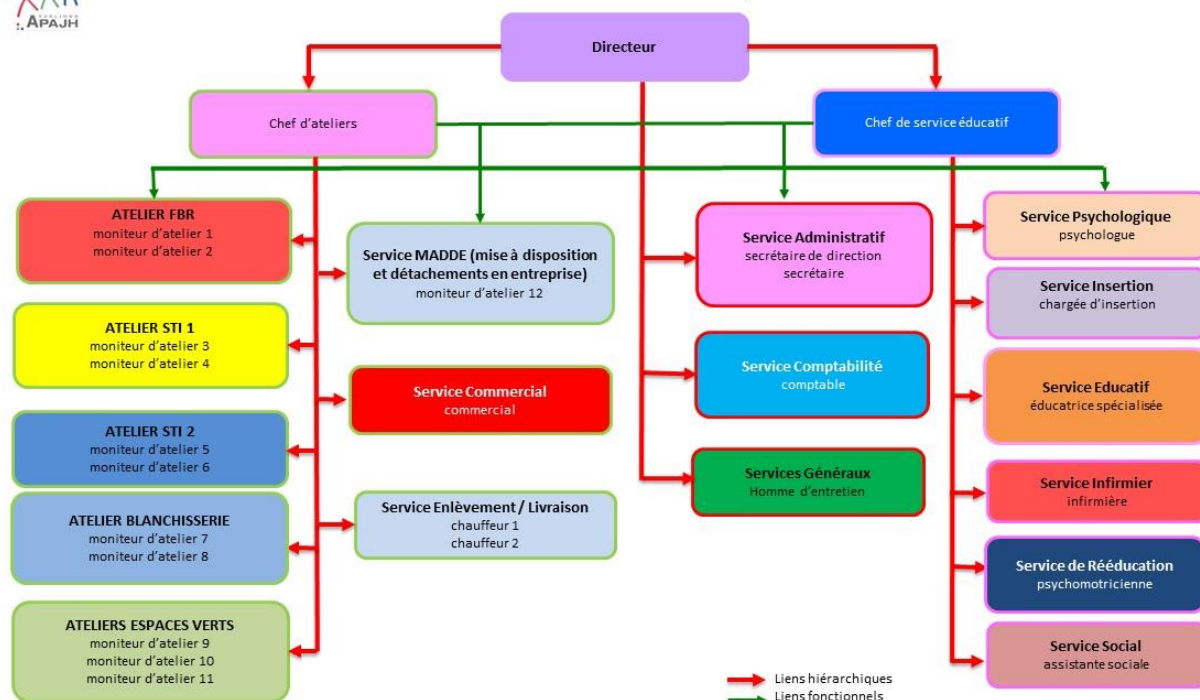 APAJH
Directeur
Chef d'ateliers
Chef de service éducatif
ATELIER FBR
moniteur d'atelier 1
moniteur d'atelier 2
Service MADDE (mise à disposition
et détachements en entreprise)
moniteur d'atelier 12
Service Administratif
secrétaire de direction
secrétaire
Service Psychologique
psychologue
Service Insertion
chargée d'insertion
ATELIER STI 1
moniteur d'atelier 3
moniteur d'atelier 4
Service Commercial
commercial
Service Comptabilité
comptable
Service Educatif
éducatrice spécialisée
ATELIER STI 2
moniteur d'atelier 5
moniteur d'atelier 6
Services Généraux
Homme d'entretien
Service Infirmier
infirmière
ATELIER BLANCHISSERIE
moniteur d'atelier 7
moniteur d'atelier 8
Service Enlèvement / Livraison
chauffeur 1
chauffeur 2
Service de Rééducation
psychomotricienne
ATELIERS ESPACES VERTS
moniteur d'atelier 9
moniteur d'atelier 10
moniteur d'atelier 11
Service Social
assistante sociale
Liens hiérarchiques
Liens fonctionnels